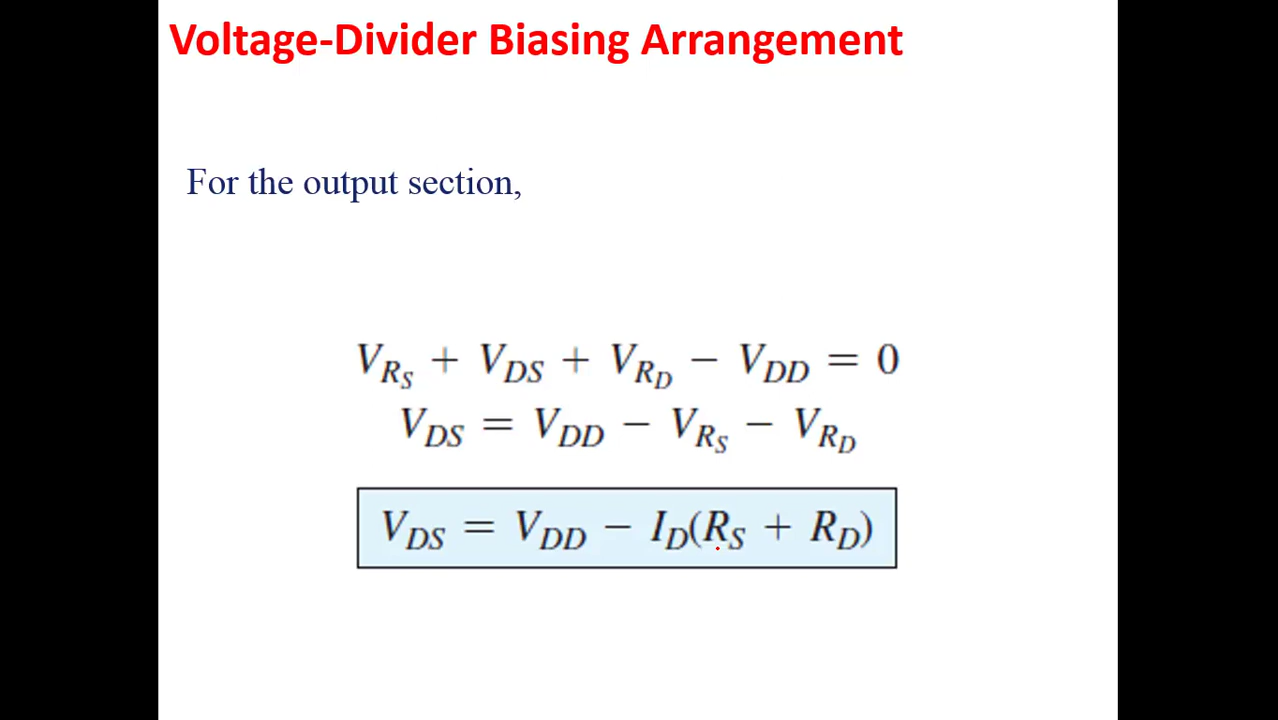 Voltage-Divider Biasing Arrangement
For the output section,
V_{R_S} + V_{DS} + V_{R_D} − V_{DD} = 0
V_{DS} = V_{DD} − V_{R_S} − V_{R_D}
V_{DS} = V_{DD} − I_D(R_S + R_D)